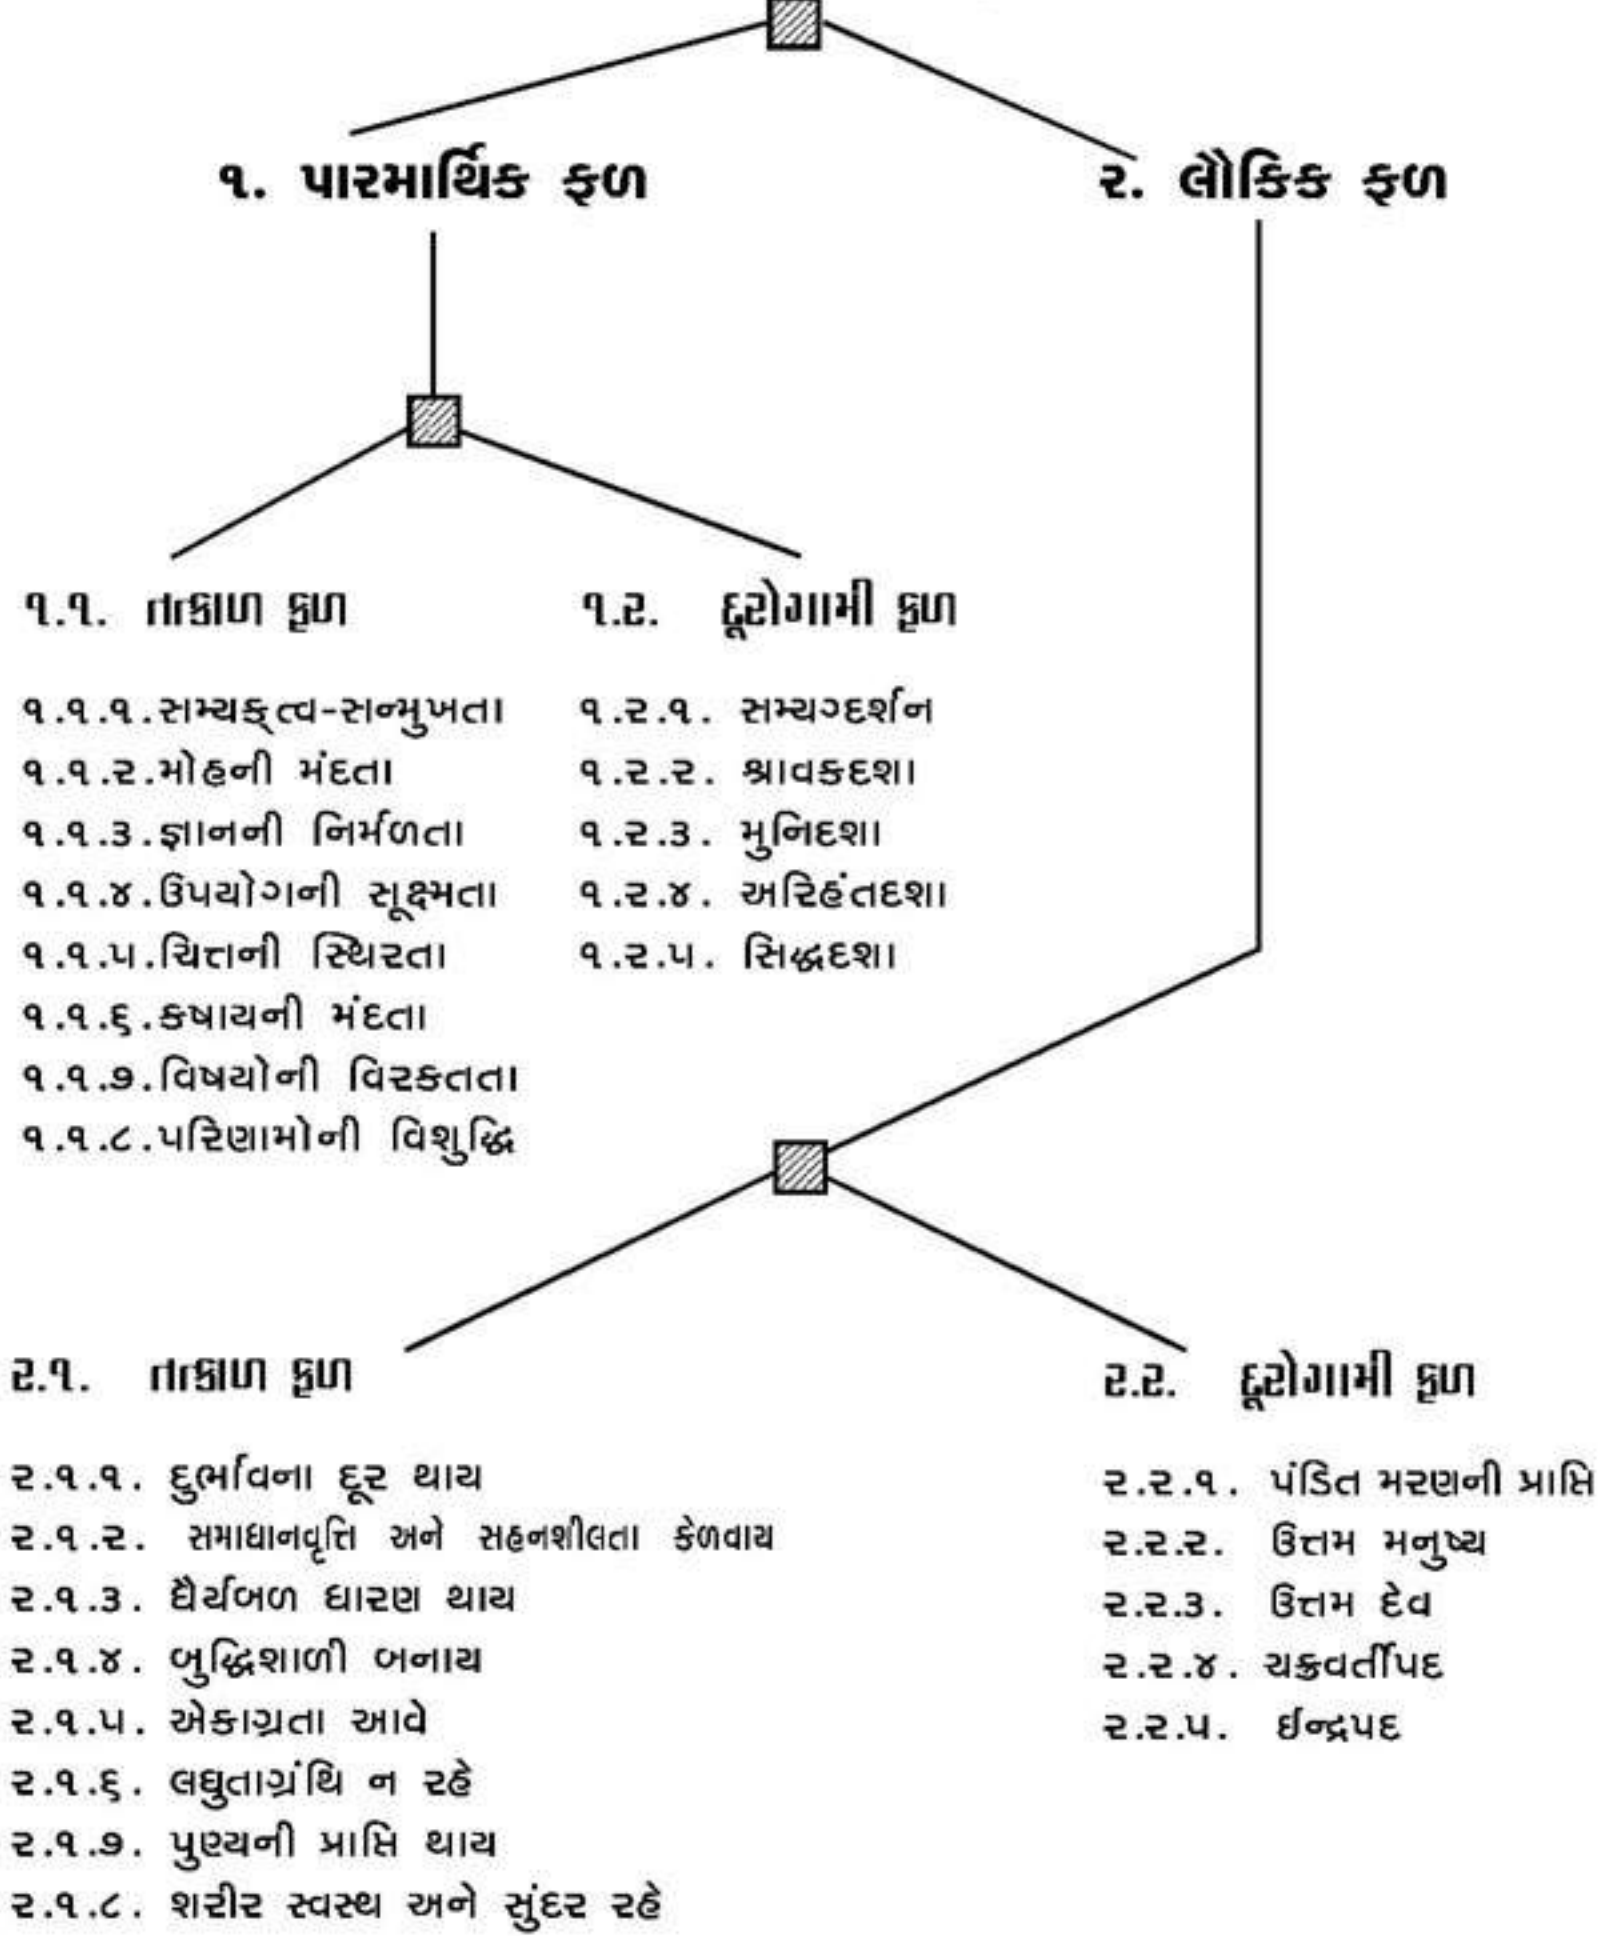 ૧. પારમાર્થિક ફળ
૨. લૌકિક ફળ
૧.૧. તત્કાળ ફળ
૧.૧.૧.સમ્યક્ત્વ-સન્મુખતા
૧.૧.૨.મોહની મંદતા
૧.૧.૩.જ્ઞાનની નિર્મળતા
૧.૧.૪.ઉપયોગની સૂક્ષ્મતા
૧.૧.૫.ચિત્તની સ્થિરતા
૧.૧.૬.કષાયની મંદતા
૧.૧.૭.વિષયોની વિરકતતા
૧.૧.૮.પરિણામોની વિશુદ્ધિ
૧.૨. દૂરોગામી ફળ
૧.૨.૧. સમ્યગ્દર્શન
૧.૨.૨. શ્રાવકદશા
૧.૨.૩. મુનિદશા
૧.૨.૪. અરિહંતદશા
૧.૨.૫. સિદ્ધદશા
૨.૧. તત્કાળ ફળ
૨.૧.૧. દુર્ભાવના દૂર થાય
૨.૧.૨. સમાધાનવૃત્તિ અને સહનશીલતા કેળવાય
૨.૧.૩. ધૈર્યબળ ધારણ થાય
૨.૧.૪. બુદ્ધિશાળી બનાય
૨.૧.૫. એકાગ્રતા આવે
૨.૧.૬. લઘુતાગ્રંથિ ન રહે
૨.૧.૭. પુણ્યની પ્રાપ્તિ થાય
૨.૧.૮. શરીર સ્વસ્થ અને સુંદર રહે
૨.૨. દૂરોગામી ફળ
૨.૨.૧. પંડિત મરણની પ્રાપ્તિ
૨.૨.૨. ઉત્તમ મનુષ્ય
૨.૨.૩. ઉત્તમ દેવ
૨.૨.૪. ચક્રવર્તીપદ
૨.૨.૫. ઈન્દ્રપદ